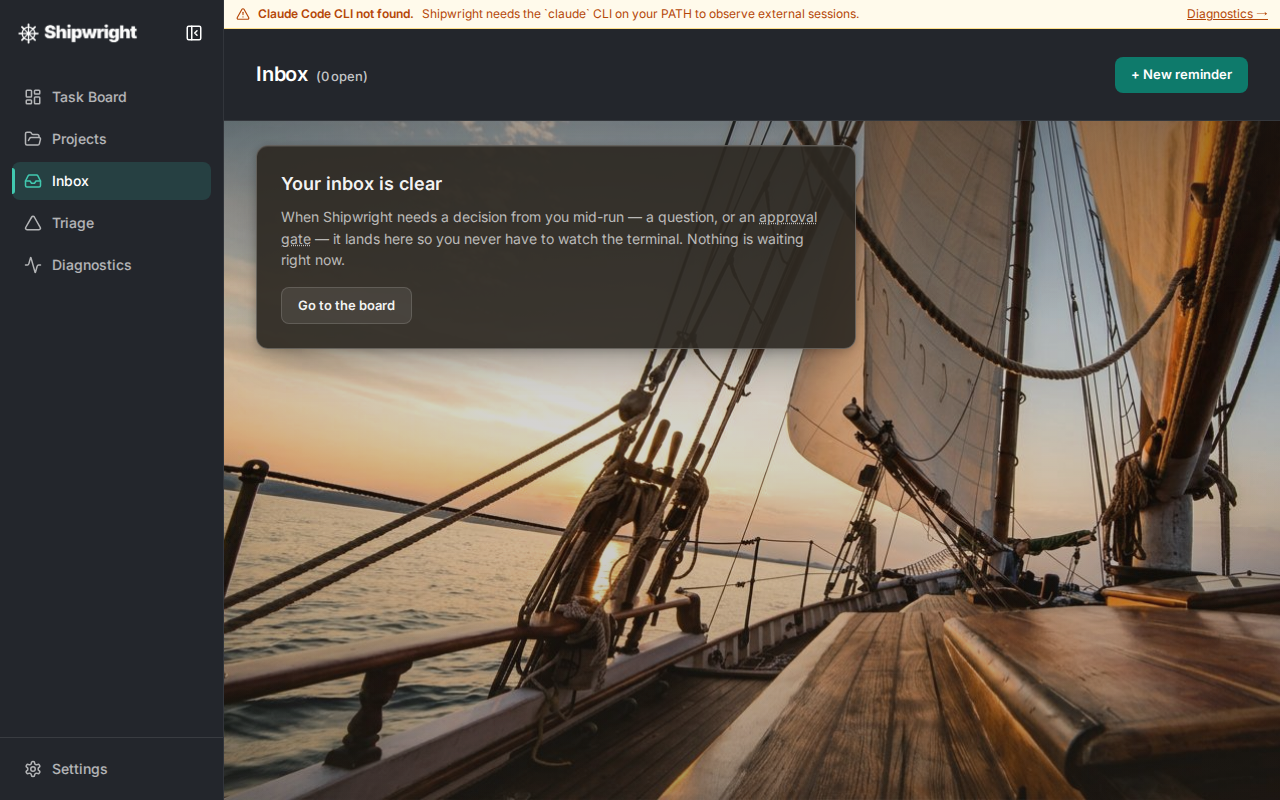 Claude Code CLI not found. Shipwright needs the `claude` CLI on your PATH to observe external sessions. Diagnostics →
Shipwright
Task Board
Projects
Inbox
Triage
Diagnostics
Settings
Inbox (0 open)
+ New reminder
Your inbox is clear
When Shipwright needs a decision from you mid-run — a question, or an approval
gate — it lands here so you never have to watch the terminal. Nothing is waiting
right now.
Go to the board